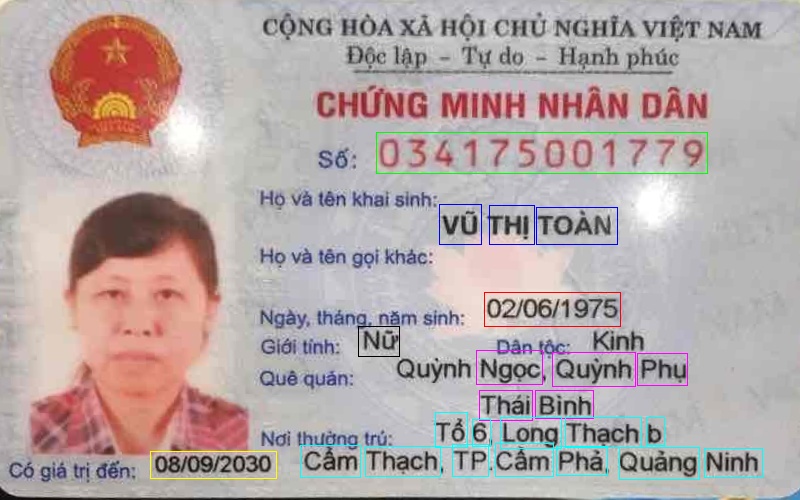 CỘNG HÒA XÃ HỘI CHỦ NGHĨA VIỆT NAM
Độc lập - Tự do - Hạnh phúc
CHỨNG MINH NHÂN DÂN
Số: 034175001779
Họ và tên khai sinh:
VŨ THỊ TOÀN
Họ và tên gọi khác:
Ngày, tháng, năm sinh: 02/06/1975
Giới tính: Nữ Dân tộc: Kinh
Quê quán: Quỳnh Ngọc, Quỳnh Phụ
Thái Bình
Nơi thường trú: Tổ 6, Long Thạch b
Có giá trị đến: 08/09/2030 Cẩm Thạch, TP.Cẩm Phả, Quảng Ninh